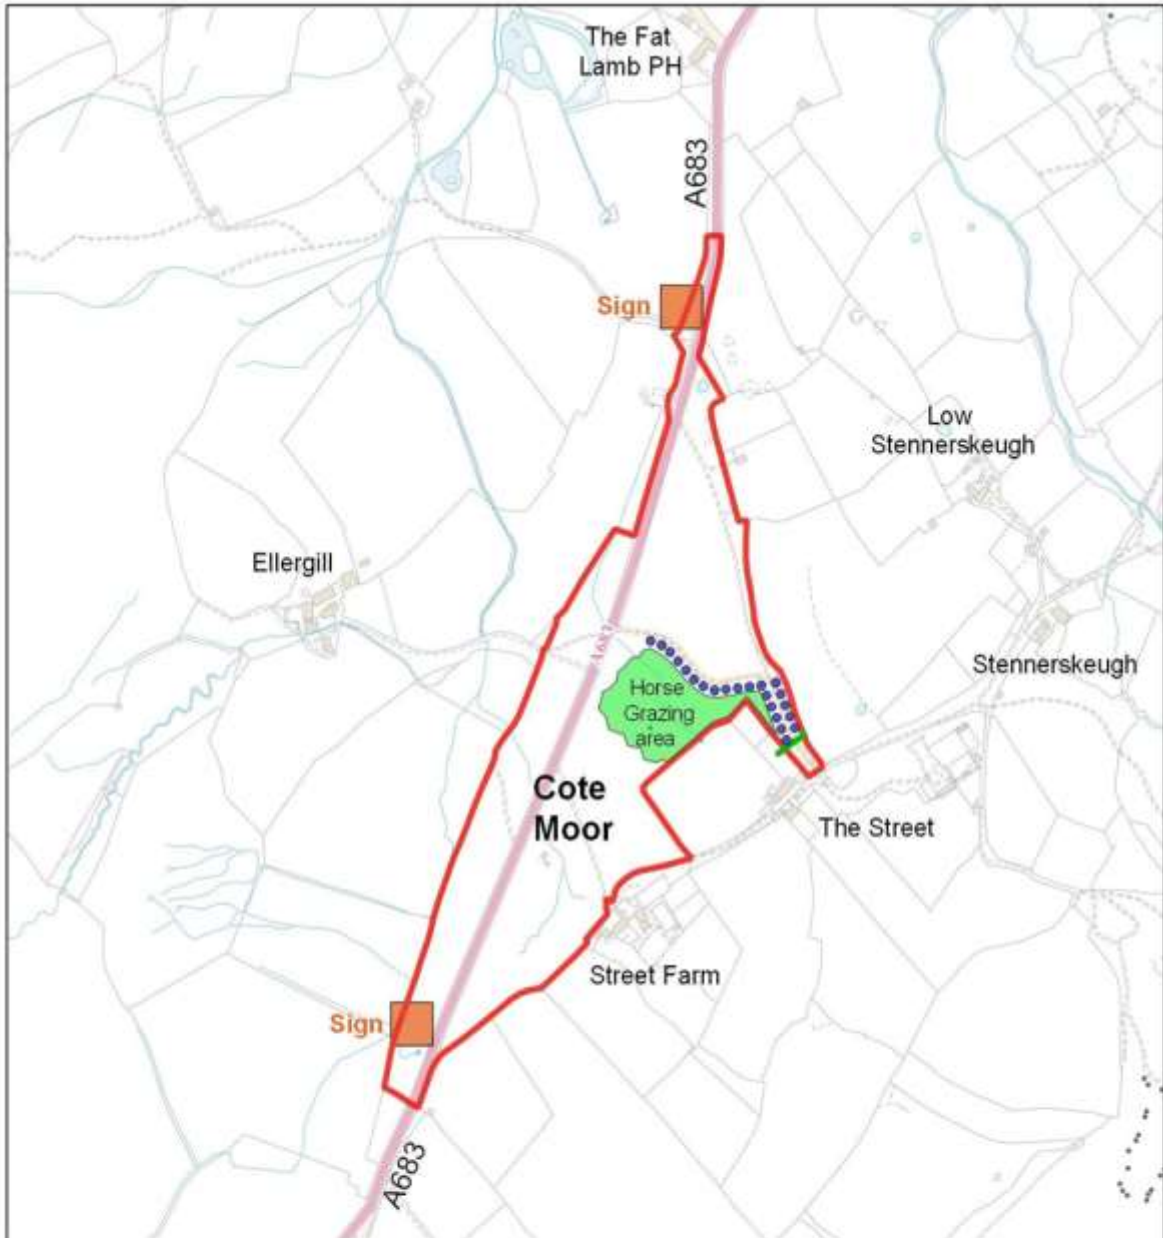 The Fat
Lamb PH
A683
Sign
Low
Stennerskeugh
Ellergill
A683
Stennerskeugh
Horse
Grazing
area
Cote
Moor
The Street
Street Farm
Sign
A683